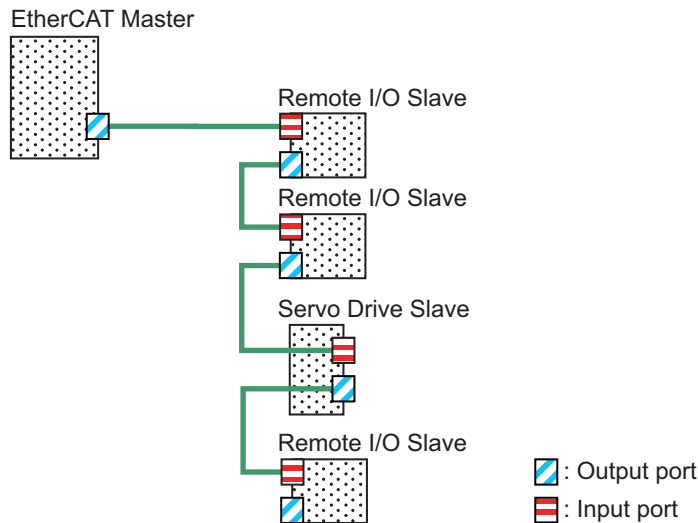 EtherCAT Master
Remote I/O Slave
Remote I/O Slave
Servo Drive Slave
Remote I/O Slave
: Output port
: Input port